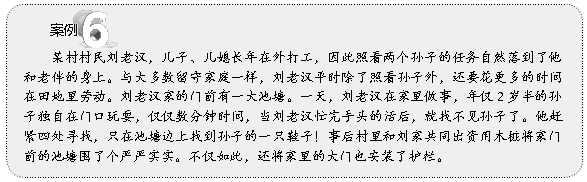 案例6
某村村民刘老汉，儿子、儿媳长年在外打工，因此照看两个孙子的任务自然落到了他
和老伴的身上。与大多数留守家庭一样，刘老汉平时除了照看孙子外，还要花更多的时间
在田地里劳动。刘老汉家的门前有一大池塘。一天，刘老汉在家里做事，年仅2岁半的孙
子独自在门口玩耍，仅仅数分钟时间，当刘老汉忙完手头的活后，就找不见孙子了。他赶
紧四处寻找，只在池塘边上找到孙子的一只鞋子！事后村里和刘家共同出资用木桩将家门
前的池塘围了个严严实实。不仅如此，还将家里的大门也安装了护栏。